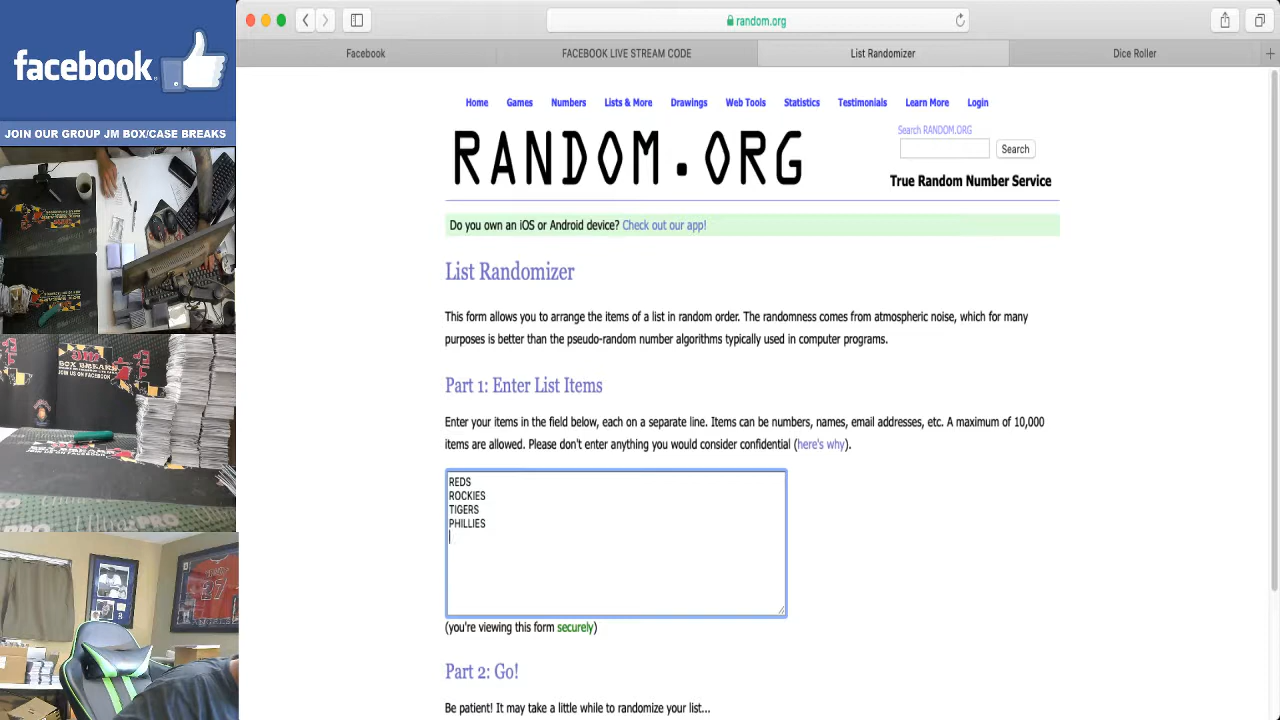 facebook
JOIN OUR GROUP JM BOX BREAKS
BOX BREAKS
JOIN US ON FACEBOOK
37
random.org
Facebook
FACEBOOK LIVE STREAM CODE
List Randomizer
Dice Roller
Home Games Numbers Lists & More Drawings Web Tools Statistics Testimonials Learn More Login
RANDOM.ORG
Search RANDOM.ORG
Search
True Random Number Service
Do you own an iOS or Android device? Check out our app!
List Randomizer
This form allows you to arrange the items of a list in random order. The randomness comes from atmospheric noise, which for many
purposes is better than the pseudo-random number algorithms typically used in computer programs.
Part 1: Enter List Items
Enter your items in the field below, each on a separate line. Items can be numbers, names, email addresses, etc. A maximum of 10,000
items are allowed. Please don't enter anything you would consider confidential (here's why).
REDS
ROCKIES
TIGERS
PHILLIES
(you're viewing this form securely)
Part 2: Go!
Be patient! It may take a little while to randomize your list...